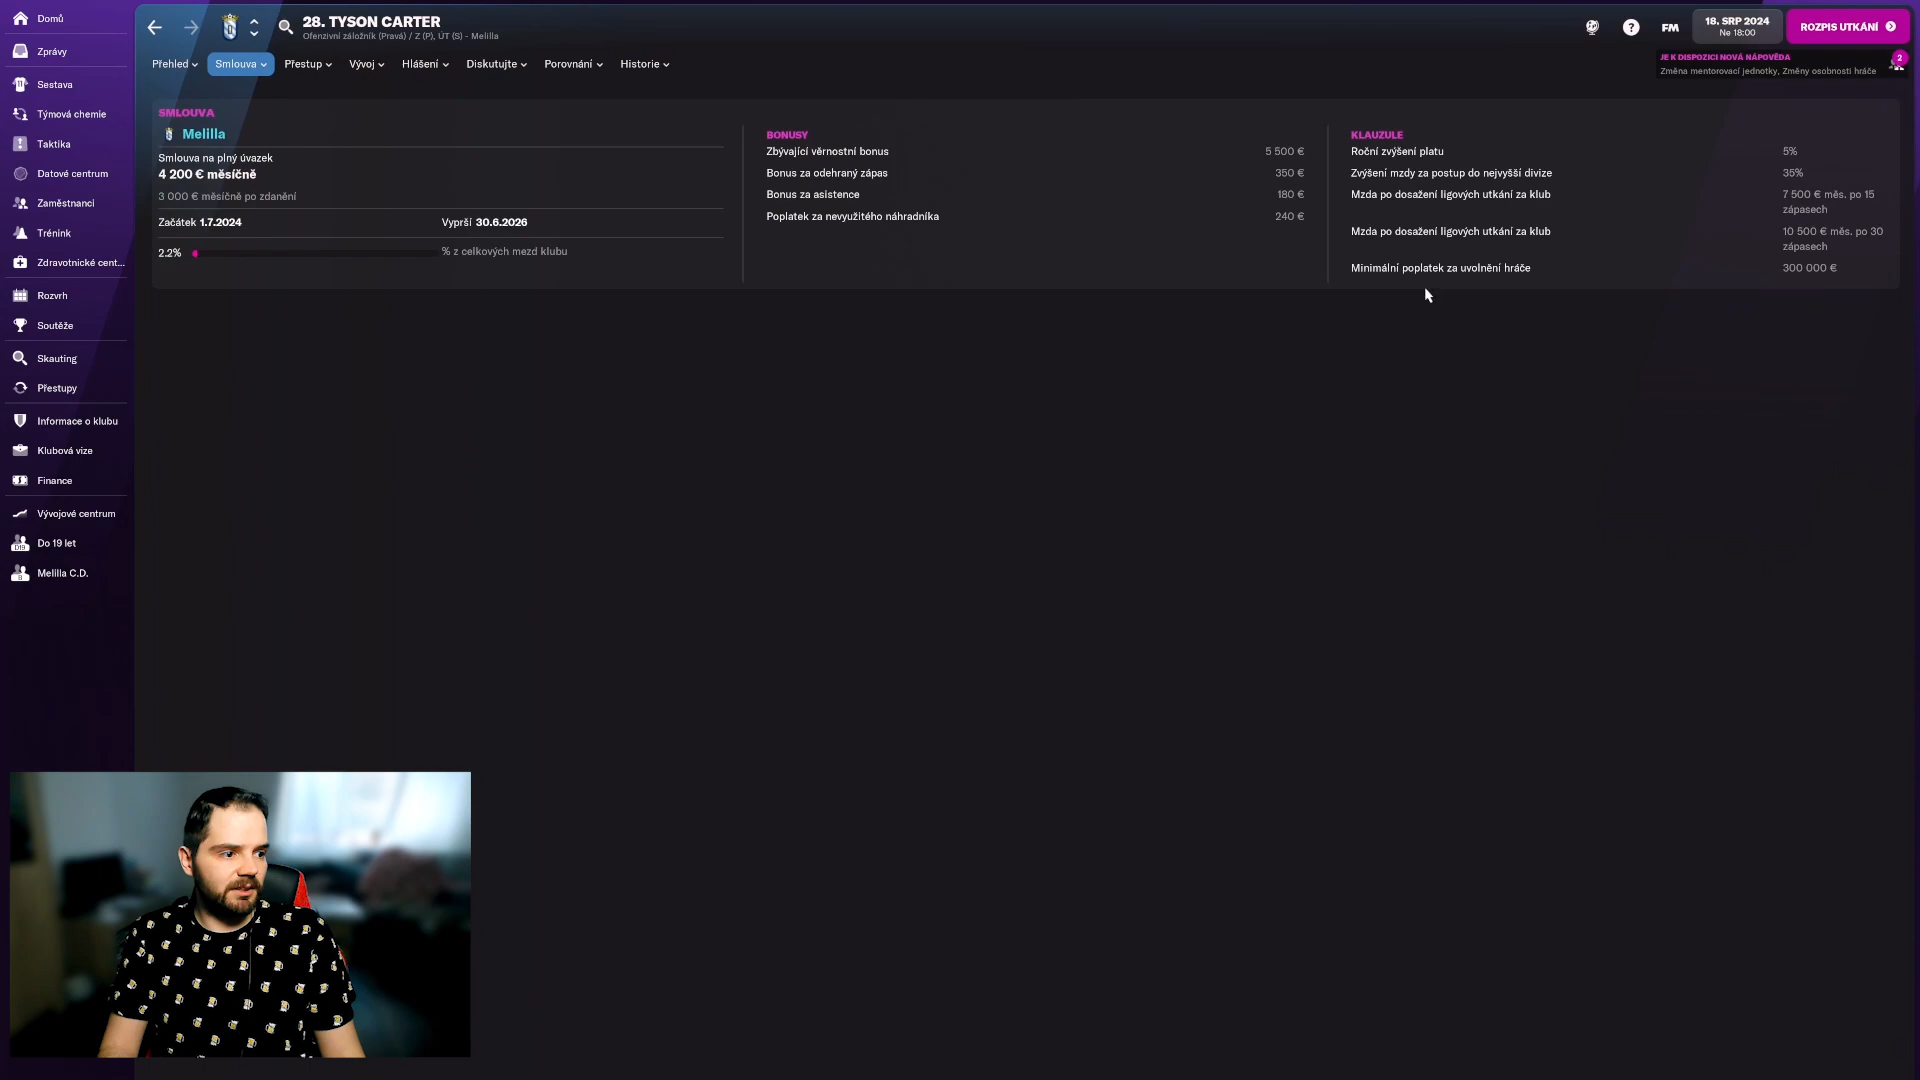 Domů
Zprávy
Sestava
Týmová chemie
Taktika
Datové centrum
Zaměstnanci
Trénink
Zdravotnické cent...
Rozvrh
Soutěže
Skauting
Přestupy
Informace o klubu
Klubová vize
Finance
Vývojové centrum
Do 19 let
Melilla C.D.
28. TYSON CARTER
Ofenzivní záložník (Pravá) / Z (P), ÚT (S) - Melilla
FM
18. SRP 2024
Ne 18:00
ROZPIS UTKÁNÍ
Přehled
Smlouva
Přestup
Vývoj
Hlášení
Diskutujte
Porovnání
Historie
JE K DISPOZICI NOVÁ NÁPOVĚDA
Změna mentorovací jednotky, Změny osobnosti hráče
2
SMLOUVA
Melilla
Smlouva na plný úvazek
4 200 € měsíčně
3 000 € měsíčně po zdanění
Začátek 1.7.2024
Vyprší 30.6.2026
2.2%
% z celkových mezd klubu
BONUSY
Zbývající věrnostní bonus 5 500 €
Bonus za odehraný zápas 350 €
Bonus za asistence 180 €
Poplatek za nevyužitého náhradníka 240 €
KLAUZULE
Roční zvýšení platu 5%
Zvýšení mzdy za postup do nejvyšší divize 35%
Mzda po dosažení ligových utkání za klub 7 500 € měs. po 15
zápasech
Mzda po dosažení ligových utkání za klub 10 500 € měs. po 30
zápasech
Minimální poplatek za uvolnění hráče 300 000 €